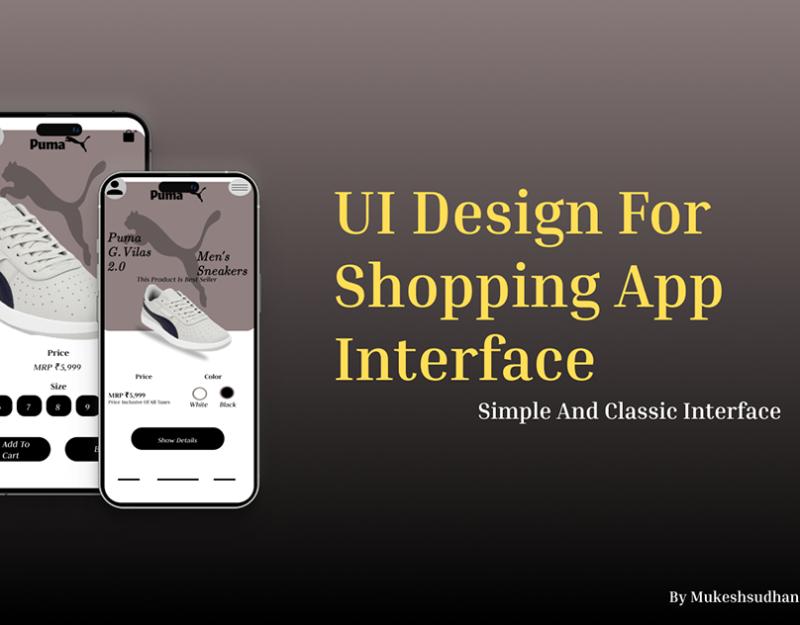 UI Design For
Shopping App
Interface
Simple And Classic Interface
By Mukeshsudhan
Puma
Price
MRP ₹5,999
Size
7 8 9
Add To
Cart
Puma
Puma
G.Vilas
2.0
Men's
Sneakers
This Product Is Best Seller
Price
Color
MRP ₹5,999
Price Inclusive Of All Taxes
White
Black
Show Details